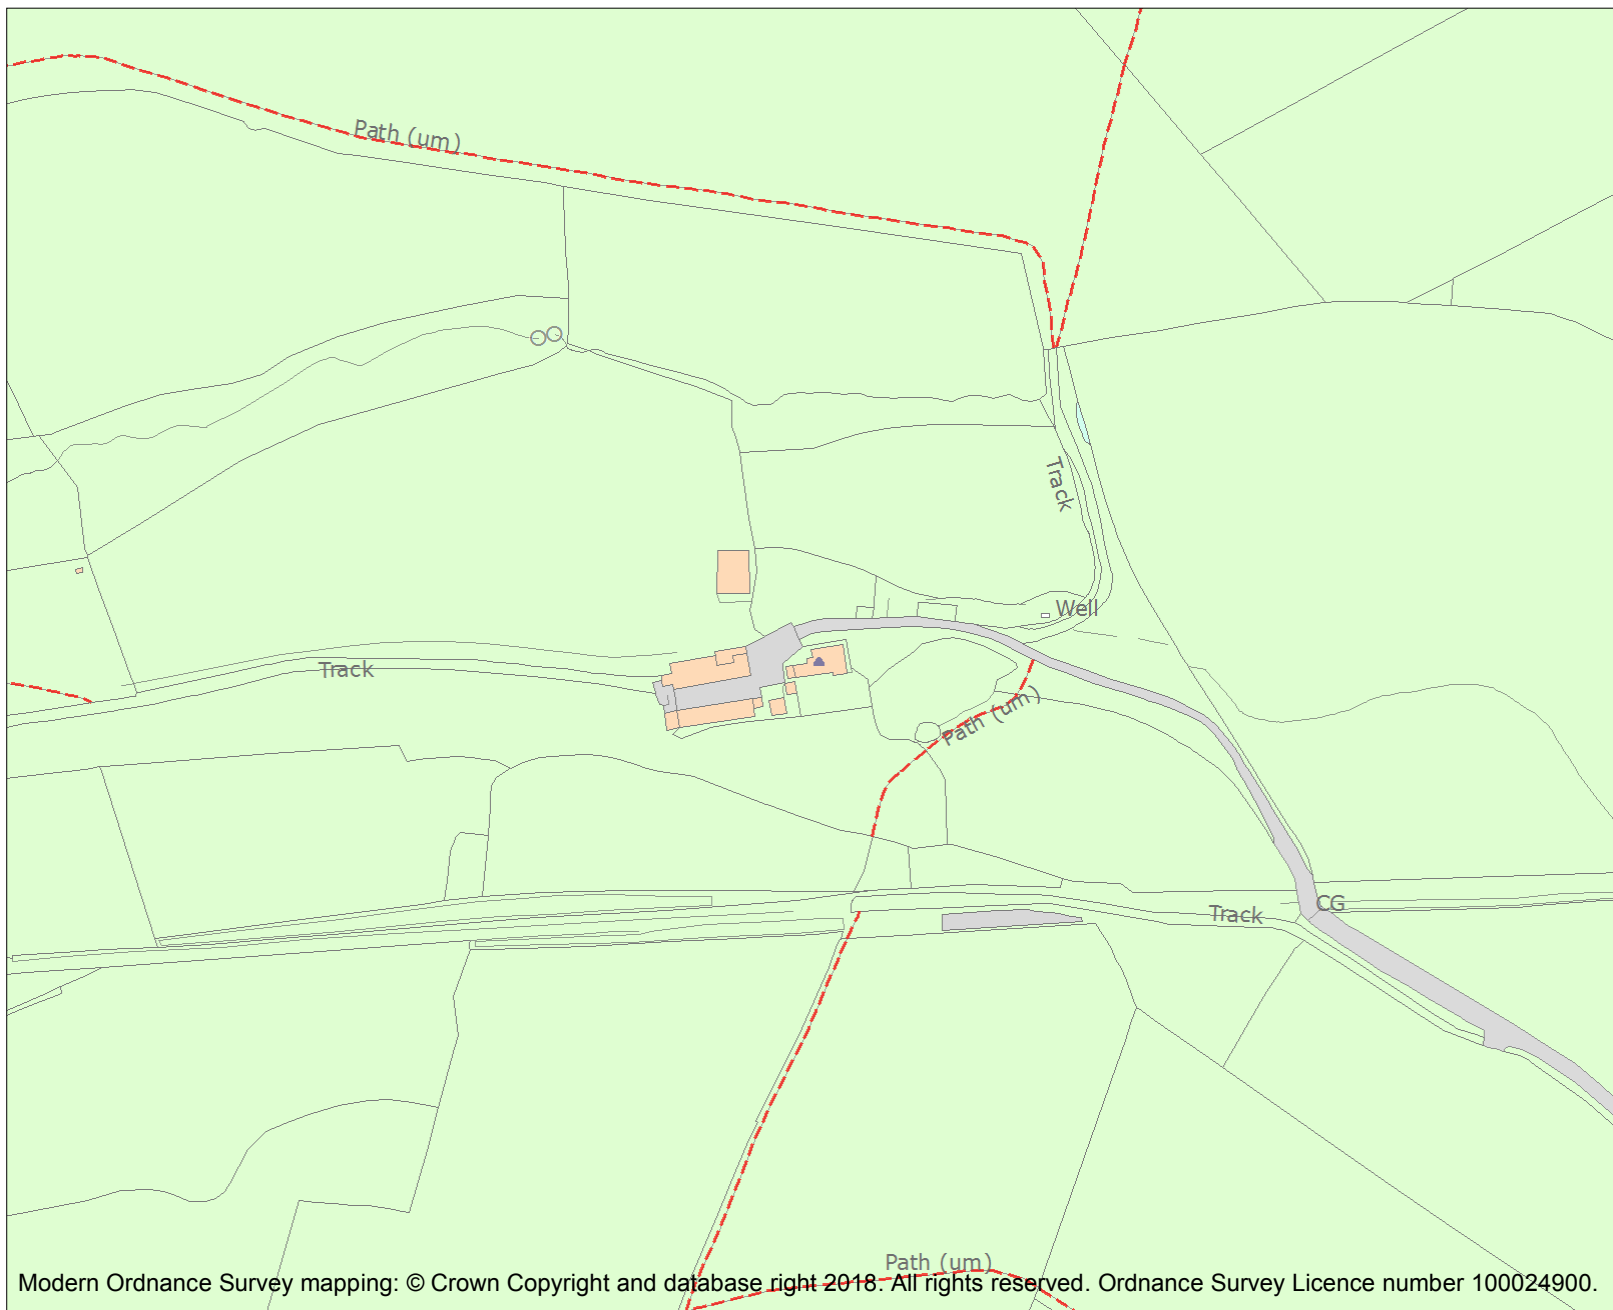 Path (um)
Track
Well
Track
Path (um)
CG
Track
Path (um)
Modern Ordnance Survey mapping: © Crown Copyright and database right 2018. All rights reserved. Ordnance Survey Licence number 100024900.